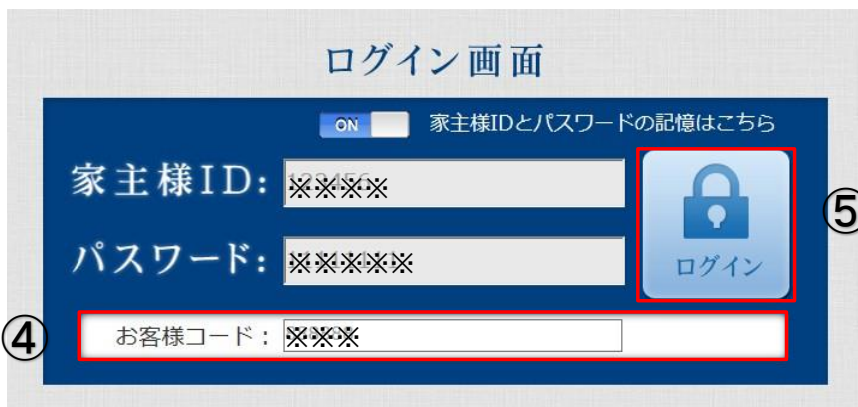 ログイン画面
ON 家主様IDとパスワードの記憶はこちら
家主様ID: ※※※※
パスワード: ※※※※※
ログイン
⑤
④
お客様コード: ※※※